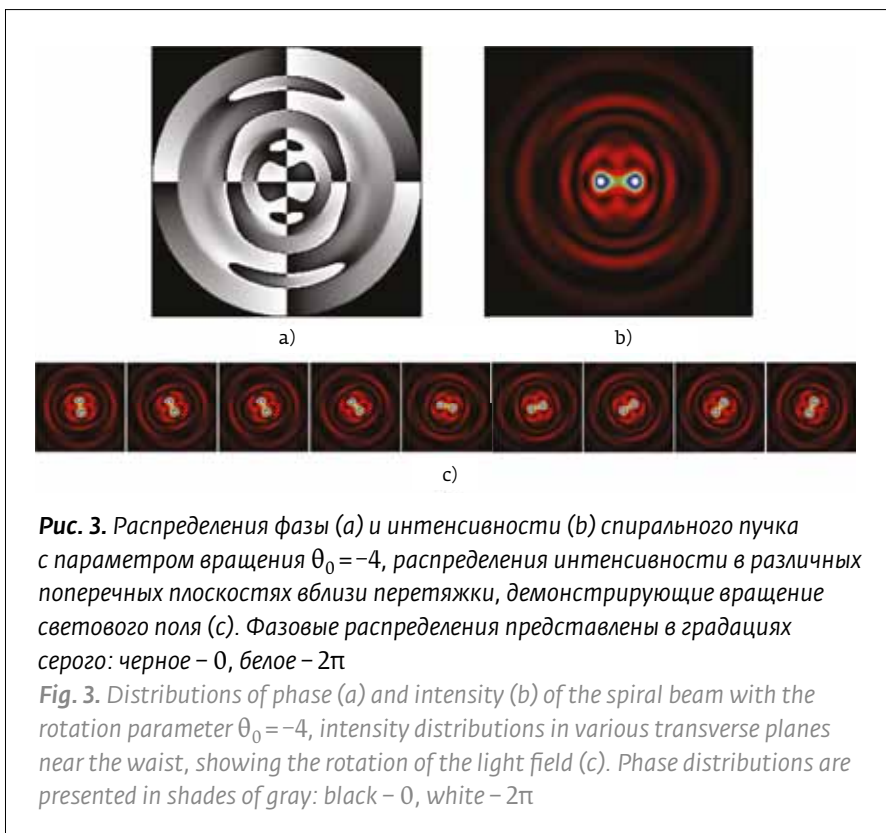 a)
b)
c)
Рис. 3. Распределения фазы (a) и интенсивности (b) спирального пучка
с параметром вращения θ₀ = −4, распределения интенсивности в различных
поперечных плоскостях вблизи перетяжки, демонстрирующие вращение
светового поля (c). Фазовые распределения представлены в градациях
серого: черное – 0, белое – 2π
Fig. 3. Distributions of phase (a) and intensity (b) of the spiral beam with the
rotation parameter θ₀ = −4, intensity distributions in various transverse planes
near the waist, showing the rotation of the light field (c). Phase distributions are
presented in shades of gray: black – 0, white – 2π